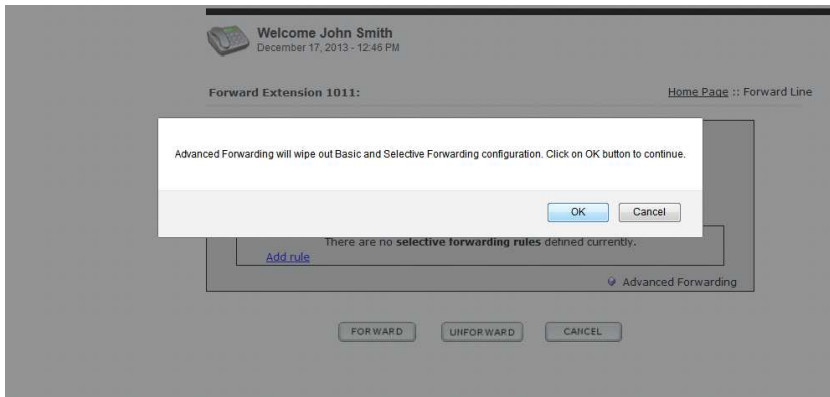 Welcome John Smith
December 17, 2013 - 12:46 PM
Forward Extension 1011:
Home Page :: Forward Line
Advanced Forwarding will wipe out Basic and Selective Forwarding configuration. Click on OK button to continue.
OK
Cancel
There are no selective forwarding rules defined currently.
Add rule
Advanced Forwarding
FORWARD
UNFORWARD
CANCEL